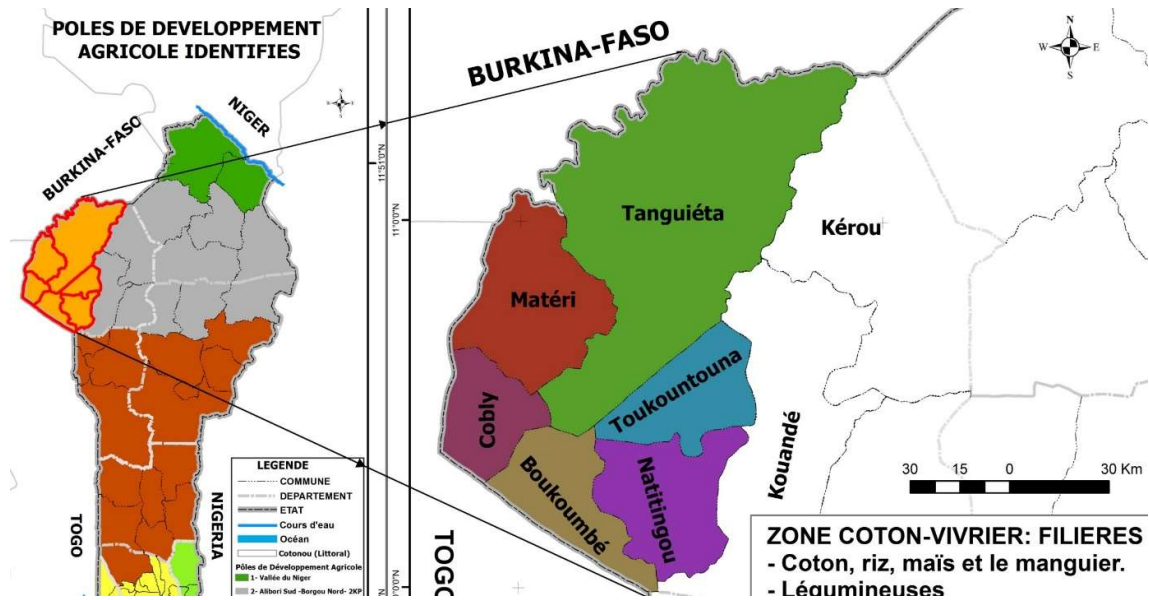 POLES DE DEVELOPPEMENT
AGRICOLE IDENTIFIES
BURKINA-FASO
NIGER
NIGERIA
TOGO
LEGENDE
COMMUNE
DEPARTEMENT
ETAT
Cours d'eau
Océan
Cotonou (Littoral)
Pôles de Développement Agricole
1- Vallée du Niger
2- Alibori Sud -Borgou Nord- 2KP
11°51'0"N
11°0'0"N
BURKINA-FASO
N
W E
S
Tanguiéta
Kérou
Matéri
Toukountouna
Cobly
Boukoumbé
Natitingou
Kouandé
TOGO
30 15 0 30 Km
ZONE COTON-VIVRIER: FILIERES
- Coton, riz, maïs et le manguier.
- Légumineuses